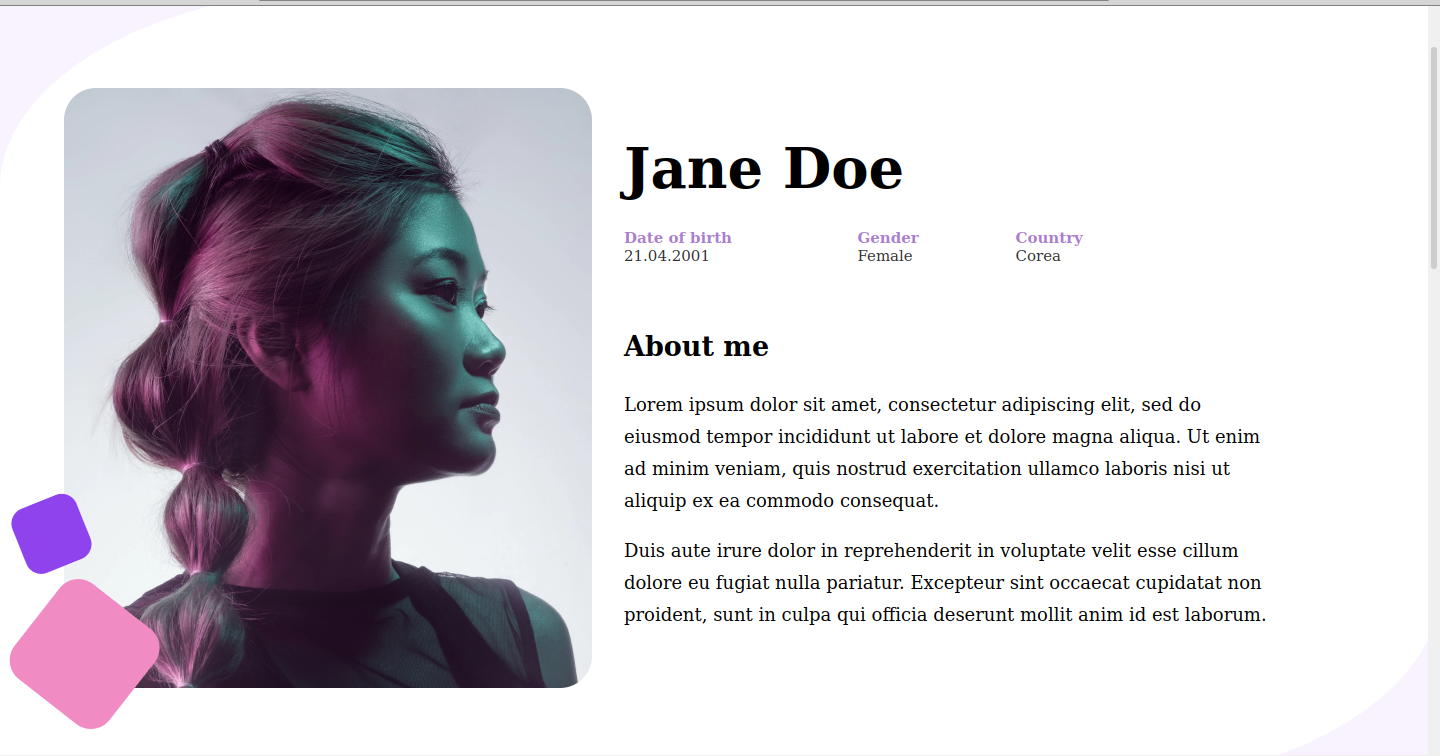 Jane Doe
Date of birth Gender Country
21.04.2001 Female Corea
About me
Lorem ipsum dolor sit amet, consectetur adipiscing elit, sed do
eiusmod tempor incididunt ut labore et dolore magna aliqua. Ut enim
ad minim veniam, quis nostrud exercitation ullamco laboris nisi ut
aliquip ex ea commodo consequat.
Duis aute irure dolor in reprehenderit in voluptate velit esse cillum
dolore eu fugiat nulla pariatur. Excepteur sint occaecat cupidatat non
proident, sunt in culpa qui officia deserunt mollit anim id est laborum.